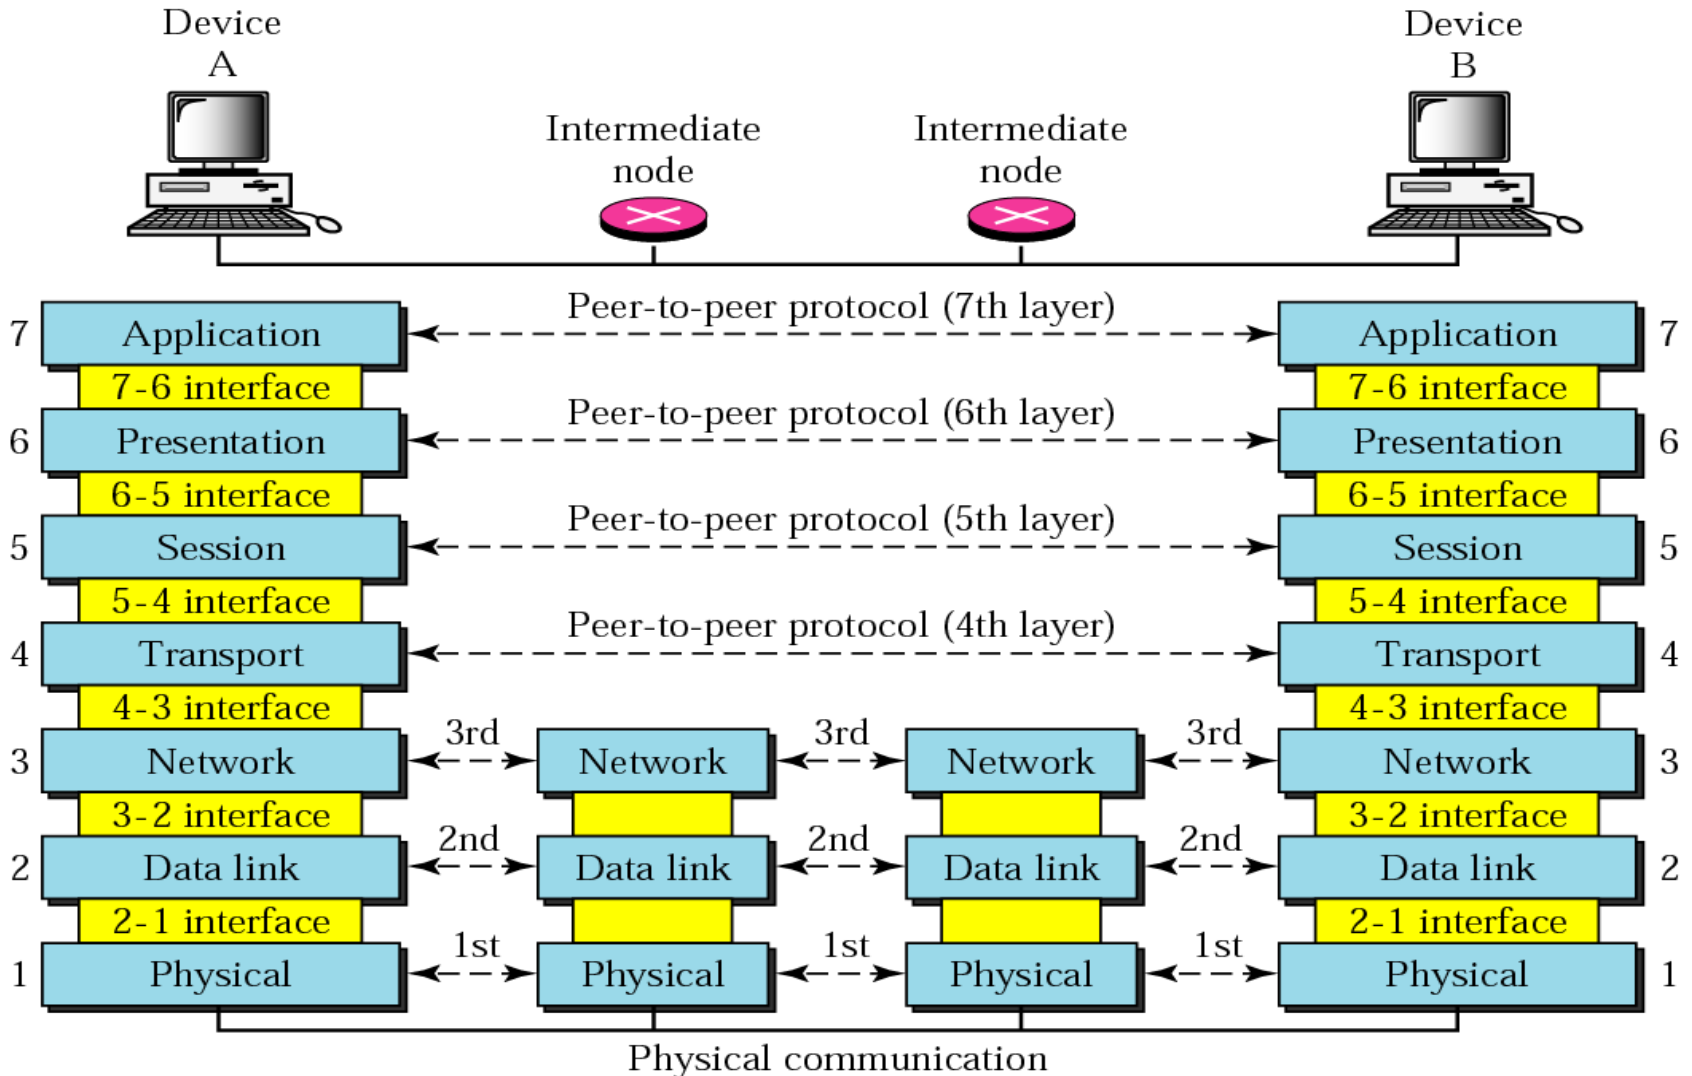 Device
A
Device
B
Intermediate
node
Intermediate
node
Peer-to-peer protocol (7th layer)
7 Application Application 7
7-6 interface 7-6 interface
Peer-to-peer protocol (6th layer)
6 Presentation Presentation 6
6-5 interface 6-5 interface
Peer-to-peer protocol (5th layer)
5 Session Session 5
5-4 interface 5-4 interface
Peer-to-peer protocol (4th layer)
4 Transport Transport 4
4-3 interface 4-3 interface
3rd 3rd 3rd
3 Network Network Network Network 3
3-2 interface 3-2 interface
2nd 2nd 2nd
2 Data link Data link Data link Data link 2
2-1 interface 2-1 interface
1st 1st 1st
1 Physical Physical Physical Physical 1
Physical communication